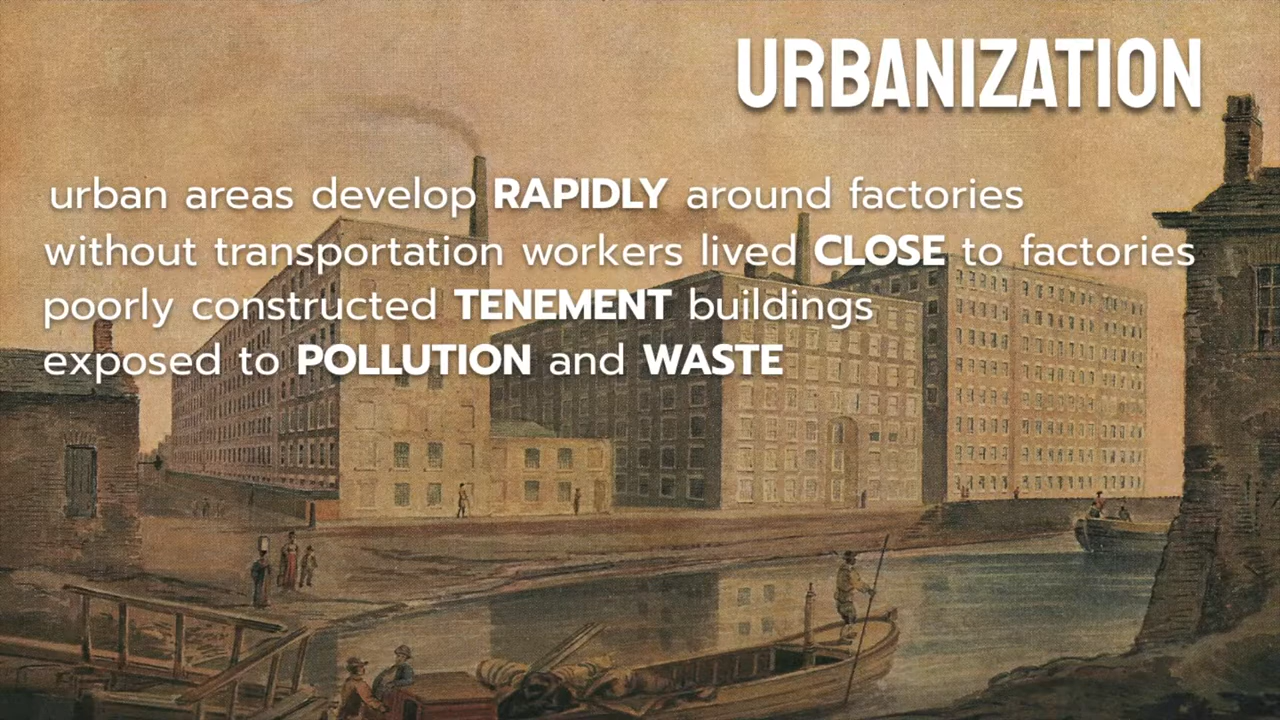 URBANIZATION
urban areas develop RAPIDLY around factories
without transportation workers lived CLOSE to factories
poorly constructed TENEMENT buildings
exposed to POLLUTION and WASTE